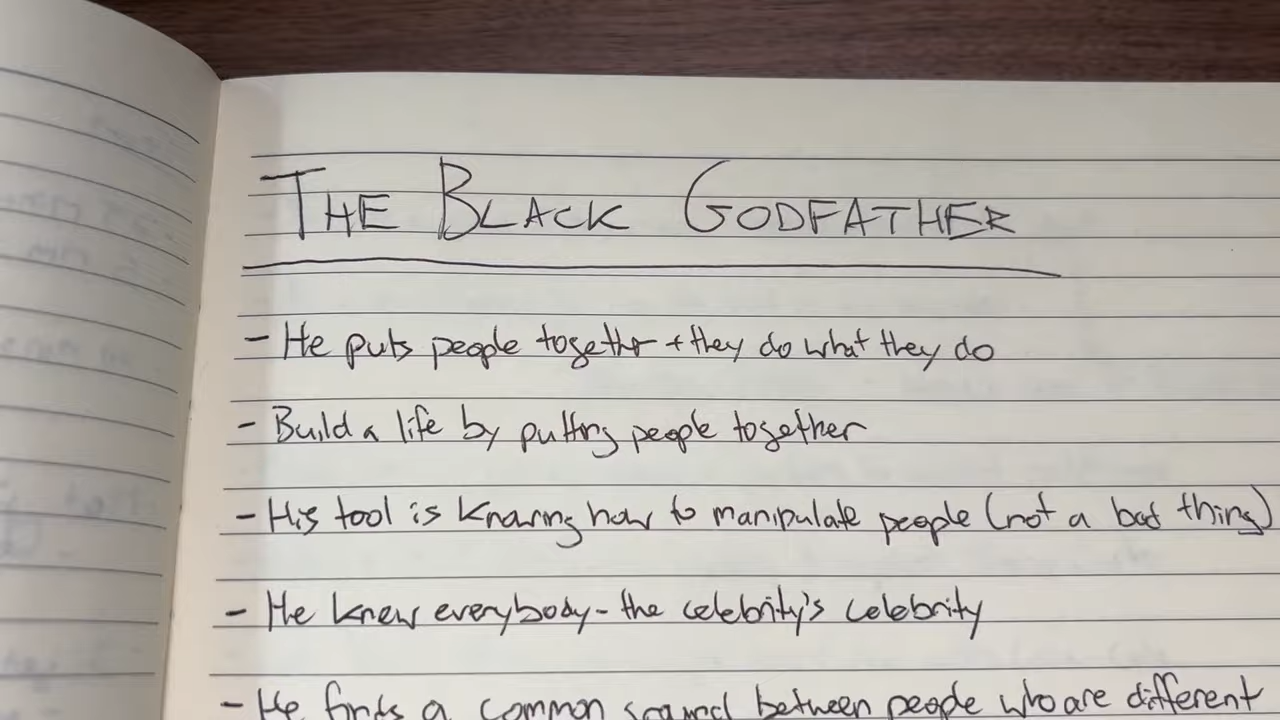 THE BLACK GODFATHER
- He puts people together + they do what they do
- Build a life by putting people together
- His tool is knowing how to manipulate people (not a bad thing)
- He knew everybody - the celebrity's celebrity
- He finds a common between people who are different